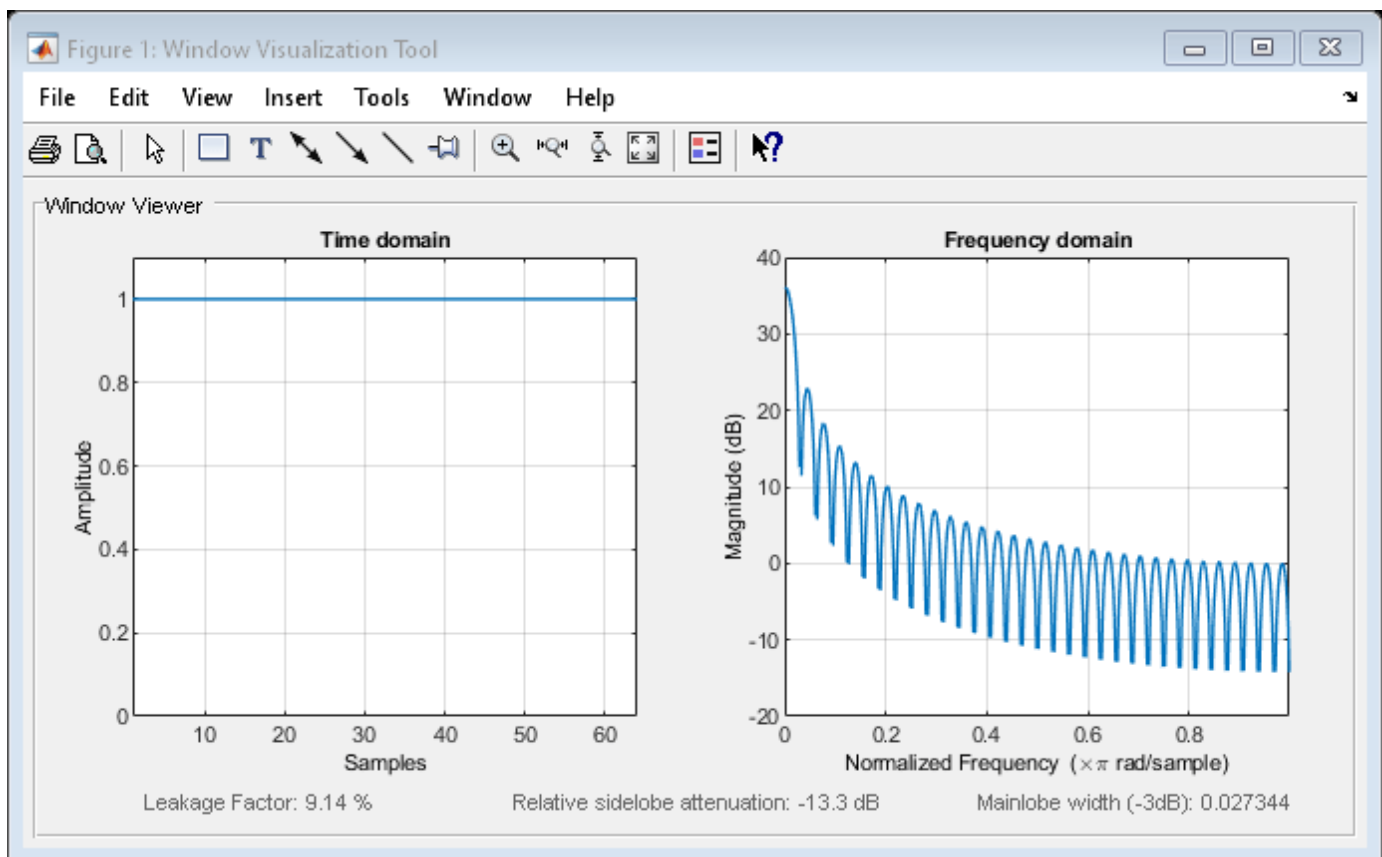 Figure 1: Window Visualization Tool
File Edit View Insert Tools Window Help
T
?
Window Viewer
Time domain
1
0.8
0.6
0.4
0.2
0
Amplitude
10 20 30 40 50 60
Samples
Frequency domain
40
30
20
10
0
-10
-20
Magnitude (dB)
0 0.2 0.4 0.6 0.8
Normalized Frequency (×π rad/sample)
Leakage Factor: 9.14 % Relative sidelobe attenuation: -13.3 dB Mainlobe width (-3dB): 0.027344